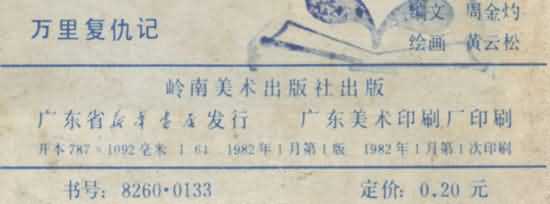 编文 周金灼
万里复仇记
绘画 黄云松
岭南美术出版社出版
广东省新华书店发行 广东美术印刷厂印刷
开本787×1092毫米 1/64 1982年1月第1版 1982年1月第1次印刷
书号：8260·0133 定价：0.20 元